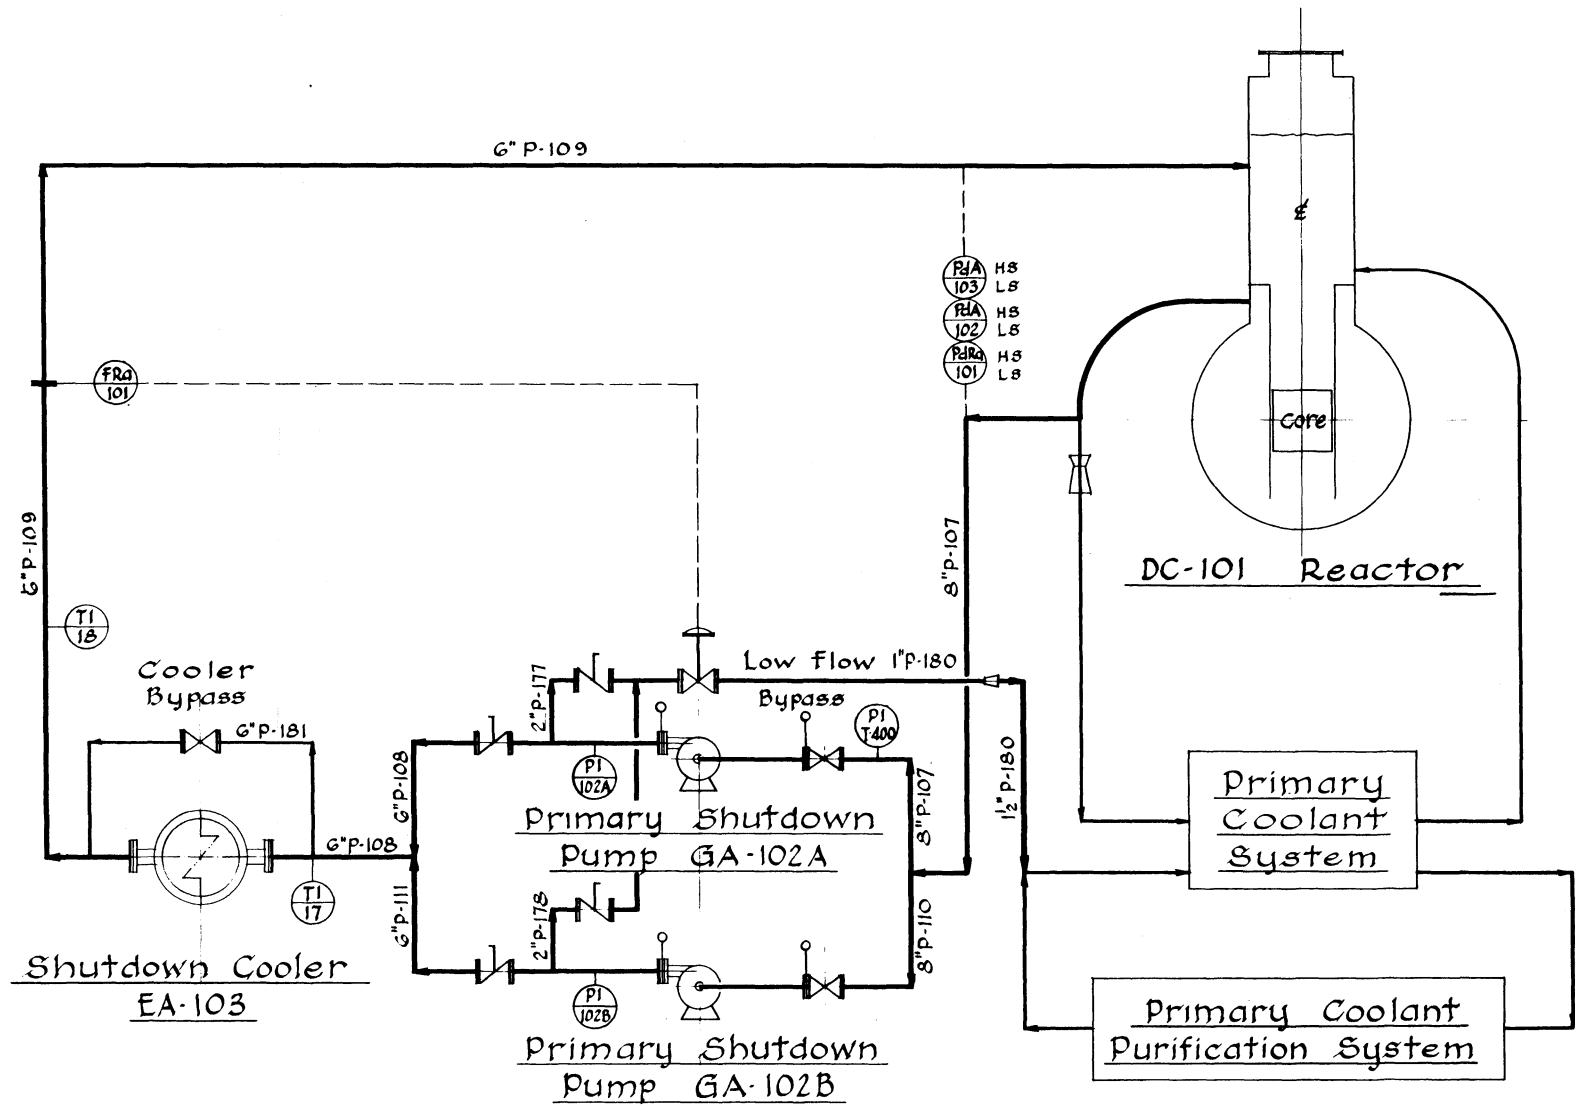 6" P-109
₵
PdA
103
HS
LS
PdA
102
HS
LS
PdRa
101
HS
LS
FRa
101
Core
DC-101 Reactor
6"P-109
8"P-107
TI
18
Cooler
Bypass
6"P-181
2"P-177
Low Flow 1"P-180
Bypass
PI
T-400
6"P-108
PI
102A
8"P-107
1½"P-180
Primary
Coolant
System
Primary Shutdown
Pump GA-102A
6"P-108
TI
17
6"P-111
2"P-178
8"P-110
Shutdown Cooler
EA-103
PI
102B
Primary Coolant
Purification System
Primary Shutdown
Pump GA-102B